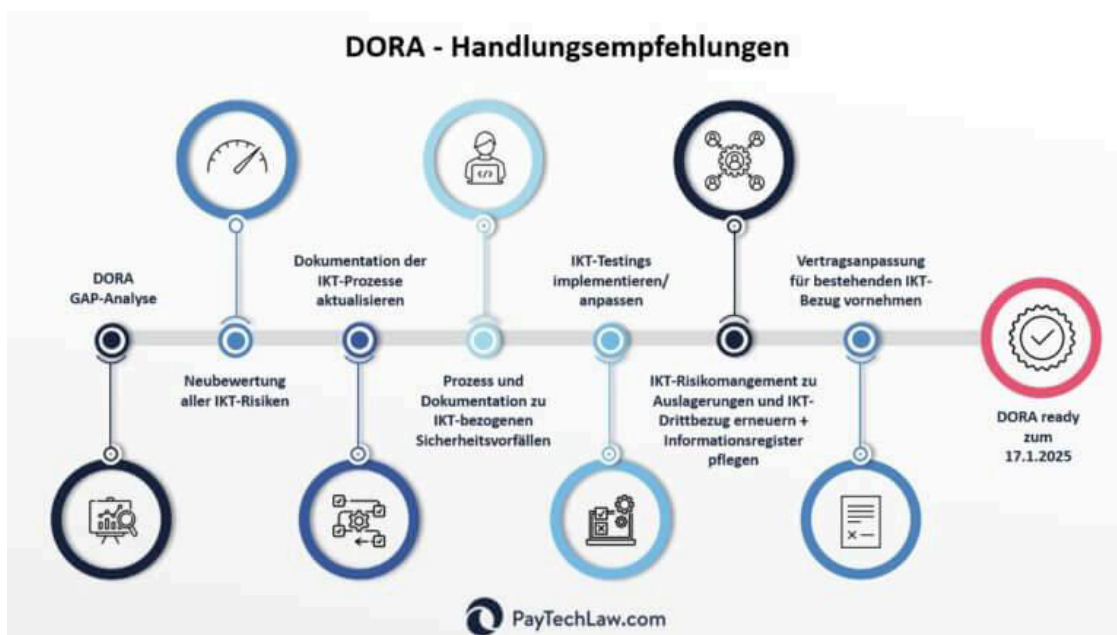 DORA - Handlungsempfehlungen
DORA
GAP-Analyse
Neubewertung
aller IKT-Risiken
Dokumentation der
IKT-Prozesse
aktualisieren
Prozess und
Dokumentation zu
IKT-bezogenen
Sicherheitsvorfällen
IKT-Testings
implementieren/
anpassen
IKT-Risikomangement zu
Auslagerungen und IKT-
Drittbezug erneuern +
Informationsregister
pflegen
Vertragsanpassung
für bestehenden IKT-
Bezug vornehmen
DORA ready
zum
17.1.2025
PayTechLaw.com